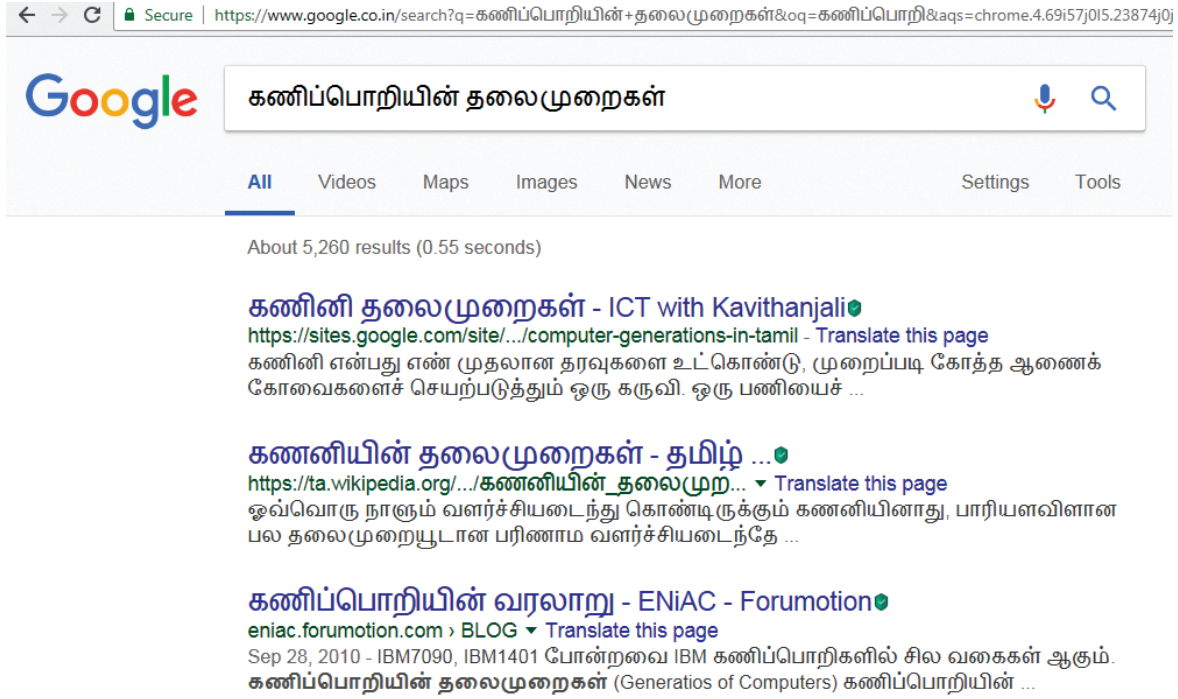 Secure | https://www.google.co.in/search?q=கணிப்பொறியின்+தலைமுறைகள்&oq=கணிப்பொறி&aqs=chrome.4.69i57j0l5.23874j0j
Google கணிப்பொறியின் தலைமுறைகள்
All Videos Maps Images News More Settings Tools
About 5,260 results (0.55 seconds)
கணினி தலைமுறைகள் - ICT with Kavithanjali
https://sites.google.com/site/.../computer-generations-in-tamil - Translate this page
கணினி என்பது எண் முதலான தரவுகளை உட்கொண்டு, முறைப்படி கோத்த ஆணைக்
கோவைகளைச் செயற்படுத்தும் ஒரு கருவி. ஒரு பணியைச் ...
கணனியின் தலைமுறைகள் - தமிழ் ...
https://ta.wikipedia.org/.../கணனியின்_தலைமுற... ▾ Translate this page
ஓவ்வொரு நாளும் வளர்ச்சியடைந்து கொண்டிருக்கும் கணனியினாது, பாரியளவிளான
பல தலைமுறையூடான பரிணாம வளர்ச்சியடைந்தே ...
கணிப்பொறியின் வரலாறு - ENiAC - Forumotion
eniac.forumotion.com › BLOG ▾ Translate this page
Sep 28, 2010 - IBM7090, IBM1401 போன்றவை IBM கணிப்பொறிகளில் சில வகைகள் ஆகும்.
கணிப்பொறியின் தலைமுறைகள் (Generatios of Computers) கணிப்பொறியின் ...